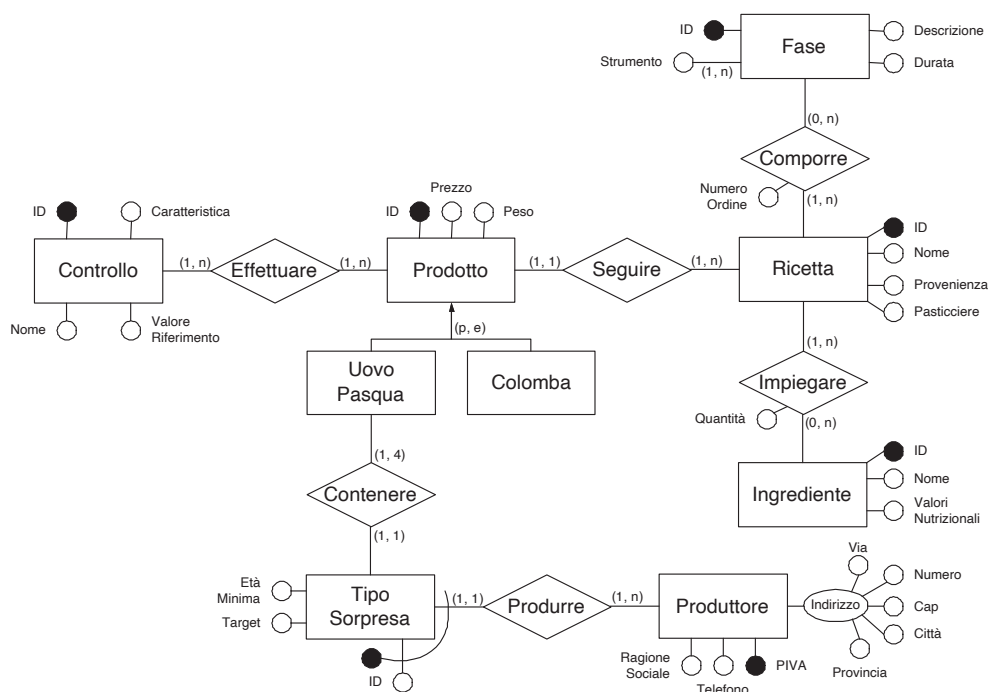 ID
Fase
Descrizione
Strumento
(1, n)
Durata
(0, n)
Comporre
Numero
Ordine
(1, n)
ID
Caratteristica
Controllo
Nome
Valore
Riferimento
(1, n)
Effettuare
(1, n)
ID
Prezzo
Peso
Prodotto
(1, 1)
Seguire
(1, n)
Ricetta
ID
Nome
Provenienza
Pasticciere
(p, e)
Uovo
Pasqua
Colomba
(1, n)
Impiegare
Quantità
(0, n)
Ingrediente
ID
Nome
Valori
Nutrizionali
(1, 4)
Contenere
(1, 1)
Età
Minima
Target
Tipo
Sorpresa
ID
(1, 1)
Produrre
(1, n)
Produttore
Ragione
Sociale
Telefono
PIVA
Indirizzo
Via
Numero
Cap
Città
Provincia